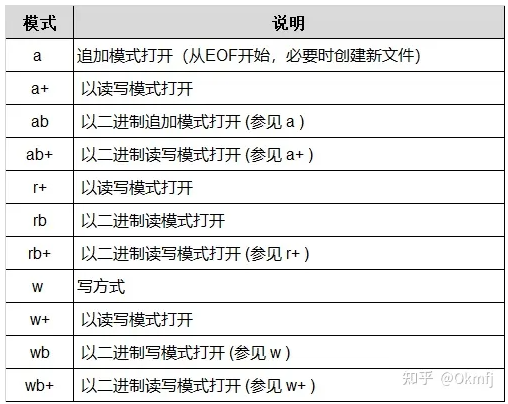 模式 说明
a 追加模式打开（从EOF开始，必要时创建新文件)
a+ 以读写模式打开
ab 以二进制追加模式打开 (参见 a )
ab+ 以二进制读写模式打开 (参见 a+ )
r+ 以读写模式打开
rb 以二进制读模式打开
rb+ 以二进制读写模式打开 (参见 r+ )
w 写方式
w+ 以读写模式打开
wb 以二进制写模式打开 (参见 w )
wb+ 以二进制读写模式打开 (参见 w+ )
知乎 @Okmfj